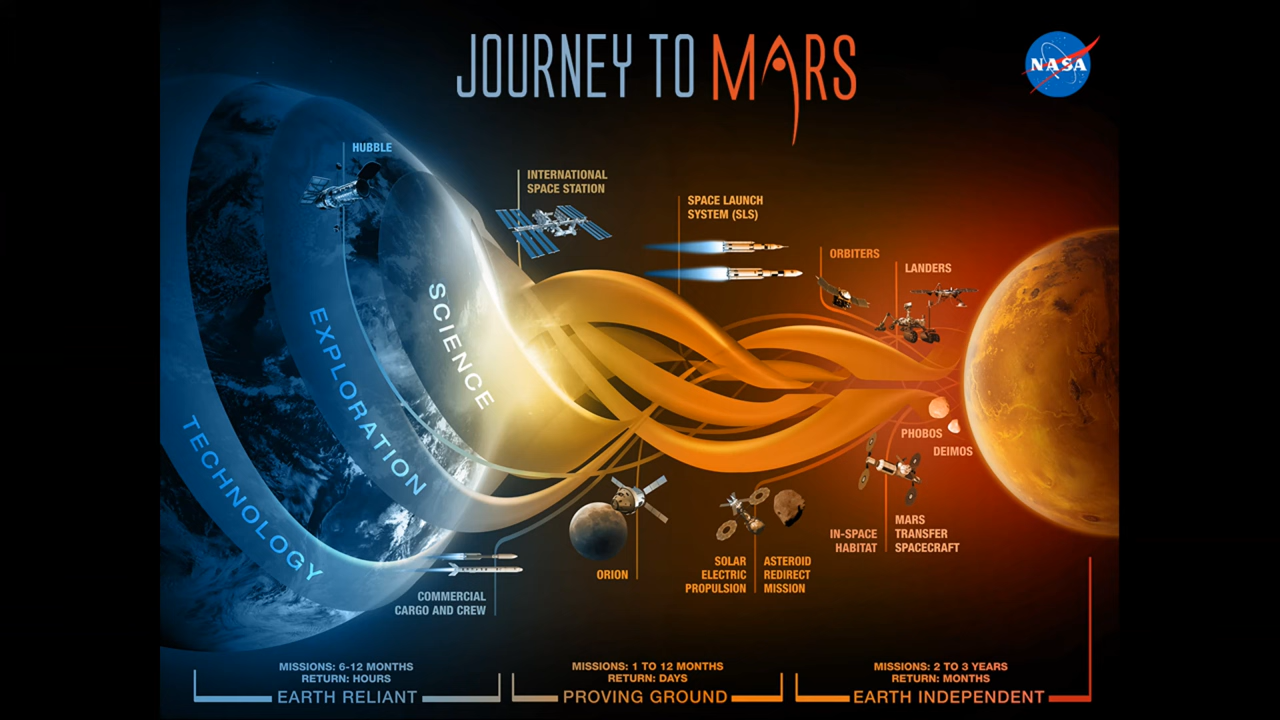 JOURNEY TO MARS
NASA
HUBBLE
INTERNATIONAL
SPACE STATION
SPACE LAUNCH
SYSTEM (SLS)
ORBITERS
LANDERS
SCIENCE
EXPLORATION
TECHNOLOGY
PHOBOS
DEIMOS
IN-SPACE
HABITAT
MARS
TRANSFER
SPACECRAFT
ORION
SOLAR
ELECTRIC
PROPULSION
ASTEROID
REDIRECT
MISSION
COMMERCIAL
CARGO AND CREW
MISSIONS: 6-12 MONTHS
RETURN: HOURS
EARTH RELIANT
MISSIONS: 1 TO 12 MONTHS
RETURN: DAYS
PROVING GROUND
MISSIONS: 2 TO 3 YEARS
RETURN: MONTHS
EARTH INDEPENDENT